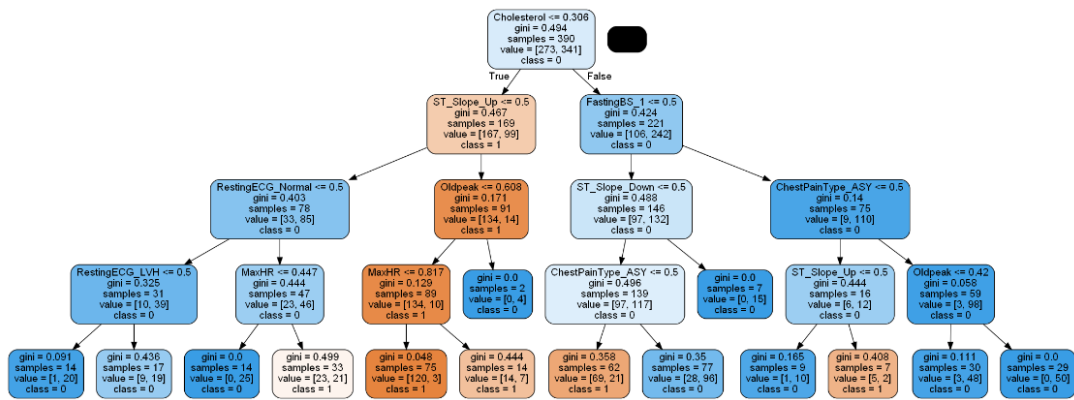 Cholesterol <= 0.306
gini = 0.494
samples = 390
value = [273, 341]
class = 0
True
False
ST_Slope_Up <= 0.5
gini = 0.467
samples = 169
value = [167, 99]
class = 1
FastingBS_1 <= 0.5
gini = 0.424
samples = 221
value = [106, 242]
class = 0
RestingECG_Normal <= 0.5
gini = 0.403
samples = 78
value = [33, 85]
class = 0
Oldpeak <= 0.608
gini = 0.171
samples = 91
value = [134, 14]
class = 1
ST_Slope_Down <= 0.5
gini = 0.488
samples = 146
value = [97, 132]
class = 0
ChestPainType_ASY <= 0.5
gini = 0.14
samples = 75
value = [9, 110]
class = 0
RestingECG_LVH <= 0.5
gini = 0.325
samples = 31
value = [10, 39]
class = 0
MaxHR <= 0.447
gini = 0.444
samples = 47
value = [23, 46]
class = 0
MaxHR <= 0.817
gini = 0.129
samples = 89
value = [134, 10]
class = 1
gini = 0.0
samples = 2
value = [0, 4]
class = 0
ChestPainType_ASY <= 0.5
gini = 0.496
samples = 139
value = [97, 117]
class = 0
gini = 0.0
samples = 7
value = [0, 15]
class = 0
ST_Slope_Up <= 0.5
gini = 0.444
samples = 16
value = [6, 12]
class = 0
Oldpeak <= 0.42
gini = 0.058
samples = 59
value = [3, 98]
class = 0
gini = 0.091
samples = 14
value = [1, 20]
class = 0
gini = 0.436
samples = 17
value = [9, 19]
class = 0
gini = 0.0
samples = 14
value = [0, 25]
class = 0
gini = 0.499
samples = 33
value = [23, 21]
class = 1
gini = 0.048
samples = 75
value = [120, 3]
class = 1
gini = 0.444
samples = 14
value = [14, 7]
class = 1
gini = 0.358
samples = 62
value = [69, 21]
class = 1
gini = 0.35
samples = 77
value = [28, 96]
class = 0
gini = 0.165
samples = 9
value = [1, 10]
class = 0
gini = 0.408
samples = 7
value = [5, 2]
class = 1
gini = 0.111
samples = 30
value = [3, 48]
class = 0
gini = 0.0
samples = 29
value = [0, 50]
class = 0